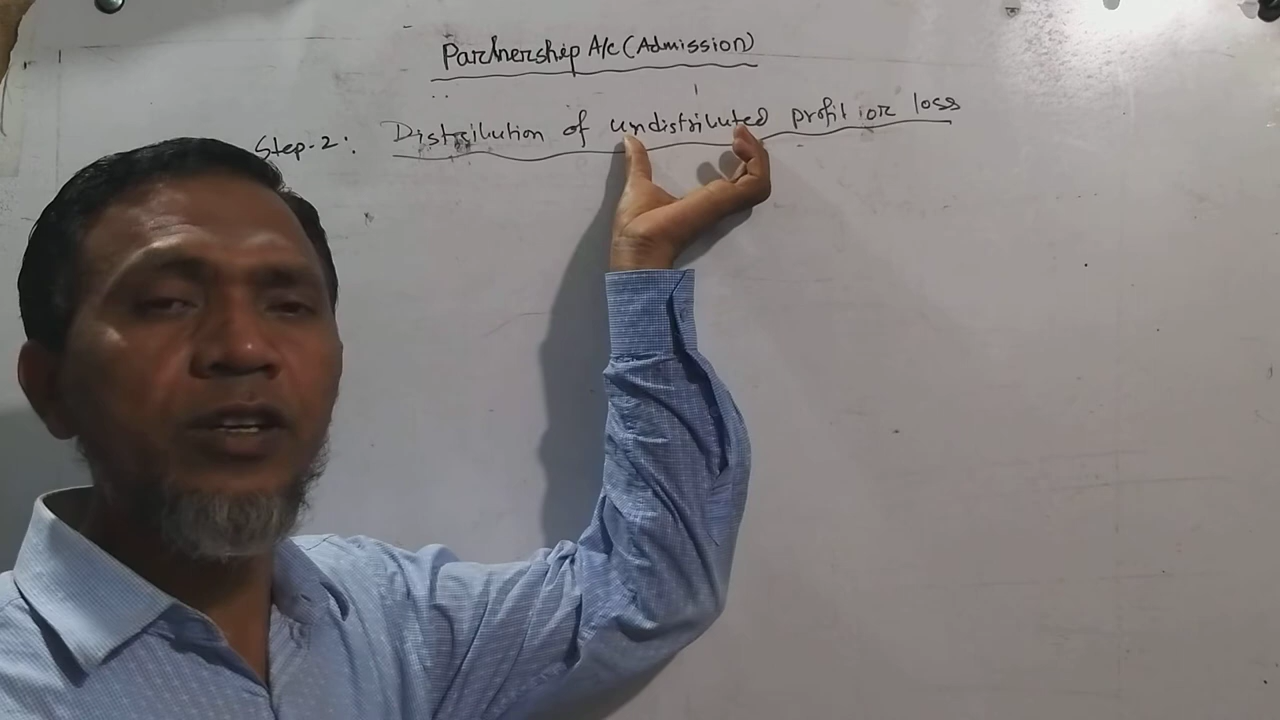 Partnership A/c (Admission)
Step-2: Distribution of undistributed profit or loss